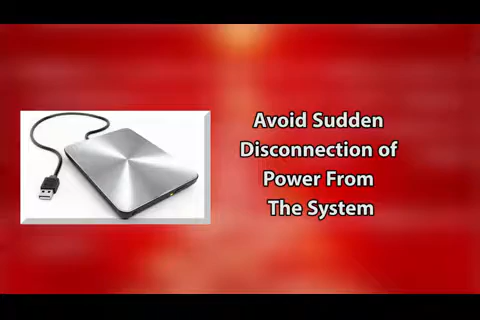 Avoid Sudden
Disconnection of
Power From
The System